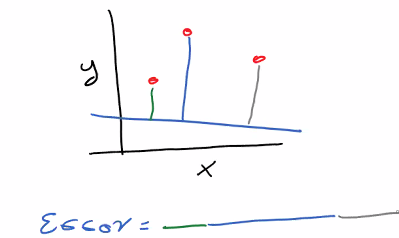 y
x
Error =